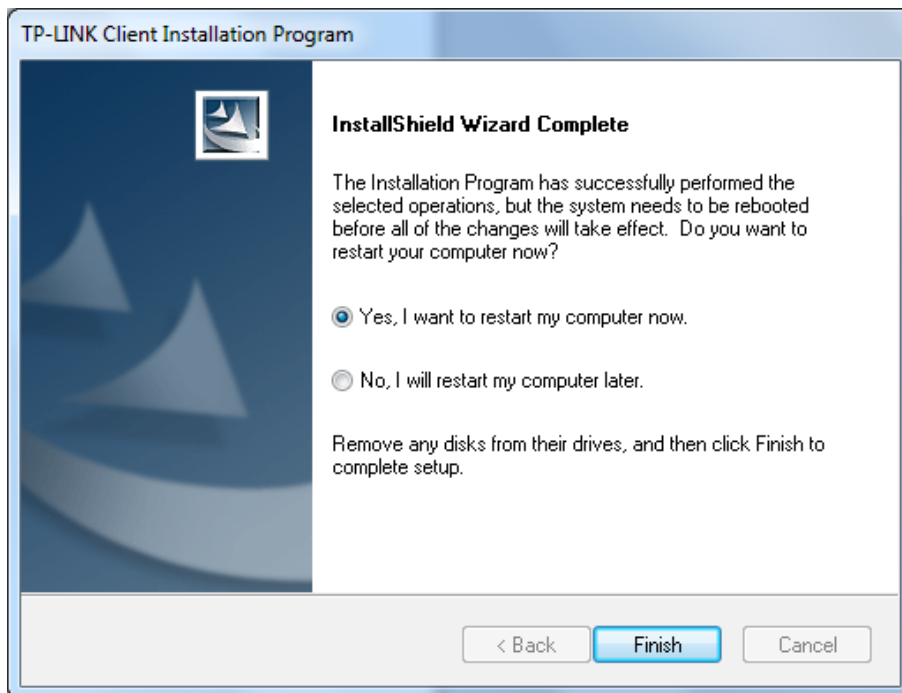 TP-LINK Client Installation Program
InstallShield Wizard Complete
The Installation Program has successfully performed the
selected operations, but the system needs to be rebooted
before all of the changes will take effect.  Do you want to
restart your computer now?
Yes, I want to restart my computer now.
No, I will restart my computer later.
Remove any disks from their drives, and then click Finish to
complete setup.
< Back
Finish
Cancel